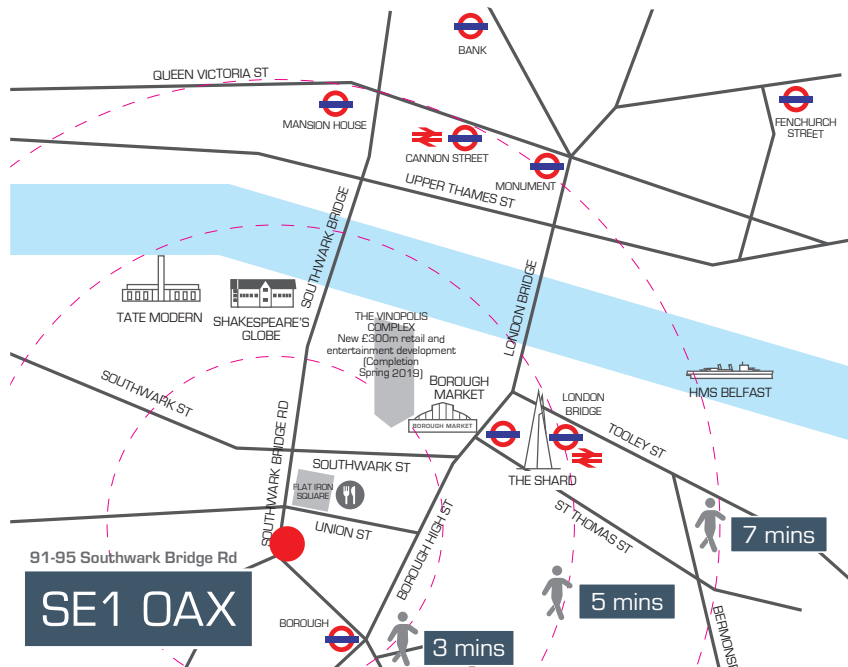 BANK
QUEEN VICTORIA ST
MANSION HOUSE
FENCHURCH
STREET
CANNON STREET
MONUMENT
UPPER THAMES ST
SOUTHWARK BRIDGE
LONDON BRIDGE
TATE MODERN
SHAKESPEARE'S
GLOBE
THE VINOPOLIS
COMPLEX
New £300m retail and
entertainment development
(Completion
Spring 2019)
HMS BELFAST
BOROUGH
MARKET
BOROUGH MARKET
LONDON
BRIDGE
TOOLEY ST
SOUTHWARK ST
SOUTHWARK BRIDGE RD
SOUTHWARK ST
THE SHARD
FLAT IRON
SQUARE
UNION ST
BOROUGH HIGH ST
ST THOMAS ST
7 mins
91-95 Southwark Bridge Rd
SE1 0AX
5 mins
BOROUGH
3 mins
BERMONDS